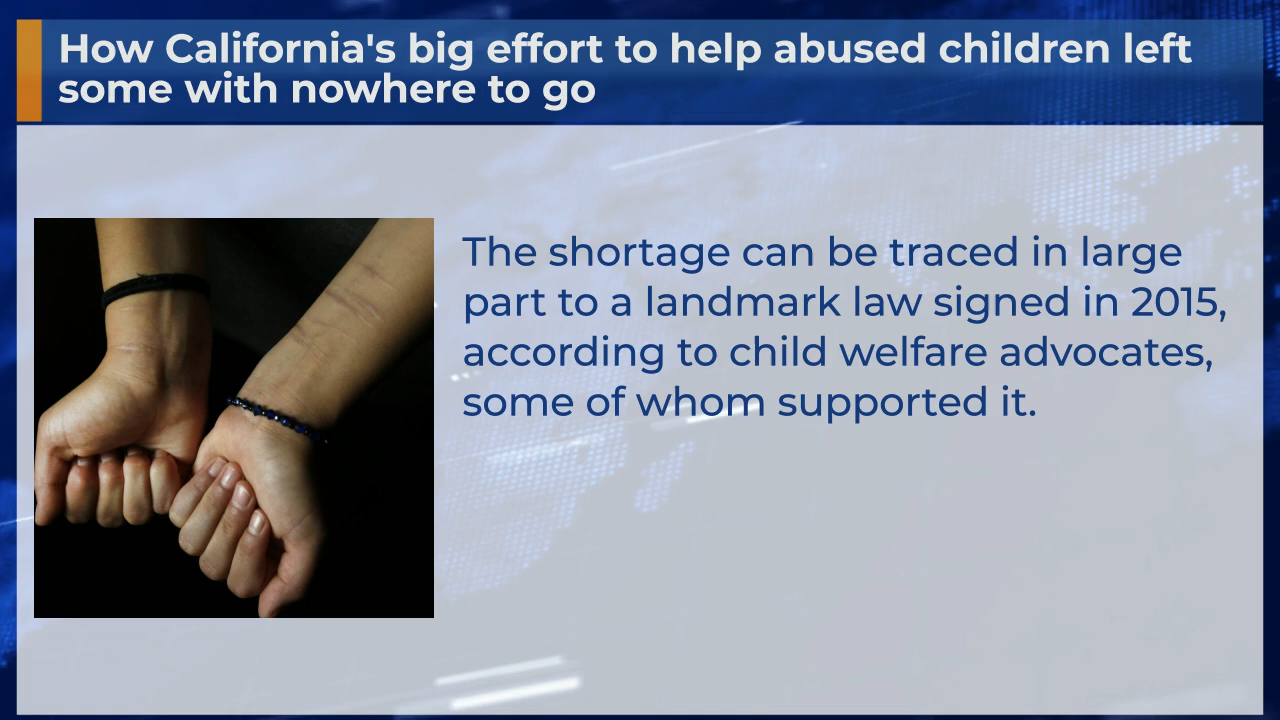 How California's big effort to help abused children left
some with nowhere to go
The shortage can be traced in large
part to a landmark law signed in 2015,
according to child welfare advocates,
some of whom supported it.